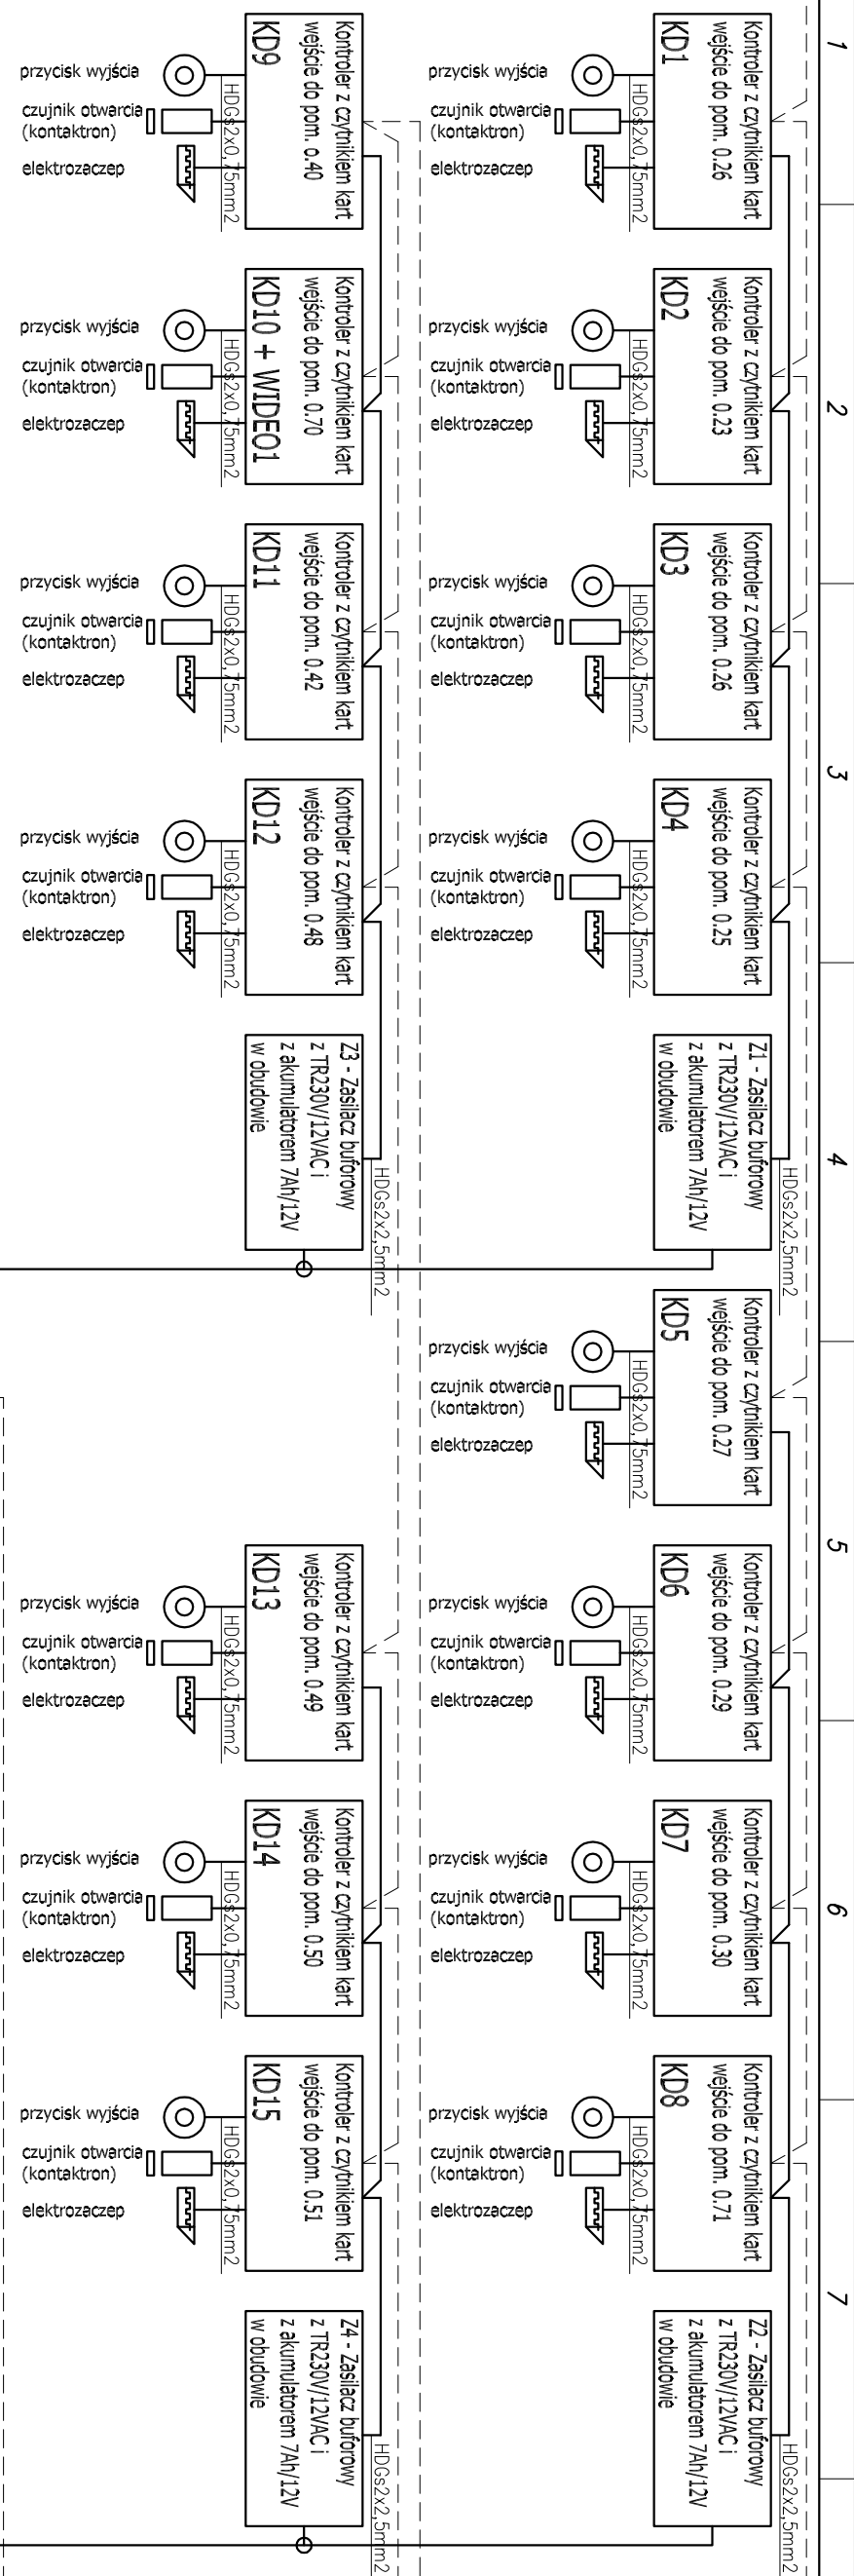 1
2
3
4
5
6
7
Kontroler z czytnikiem kart
wejście do pom. 0.26
KD1
HDGs2x0,75mm2
przycisk wyjścia
czujnik otwarcia
(kontaktron)
elektrozaczep
Kontroler z czytnikiem kart
wejście do pom. 0.23
KD2
HDGs2x0,75mm2
przycisk wyjścia
czujnik otwarcia
(kontaktron)
elektrozaczep
Kontroler z czytnikiem kart
wejście do pom. 0.26
KD3
HDGs2x0,75mm2
przycisk wyjścia
czujnik otwarcia
(kontaktron)
elektrozaczep
Kontroler z czytnikiem kart
wejście do pom. 0.25
KD4
HDGs2x0,75mm2
przycisk wyjścia
czujnik otwarcia
(kontaktron)
elektrozaczep
HDGs2x2,5mm2
Z1 - Zasilacz buforowy
z TR230V/12VAC i
z akumulatorem 7Ah/12V
w obudowie
Kontroler z czytnikiem kart
wejście do pom. 0.27
KD5
HDGs2x0,75mm2
przycisk wyjścia
czujnik otwarcia
(kontaktron)
elektrozaczep
Kontroler z czytnikiem kart
wejście do pom. 0.29
KD6
HDGs2x0,75mm2
przycisk wyjścia
czujnik otwarcia
(kontaktron)
elektrozaczep
Kontroler z czytnikiem kart
wejście do pom. 0.30
KD7
HDGs2x0,75mm2
przycisk wyjścia
czujnik otwarcia
(kontaktron)
elektrozaczep
Kontroler z czytnikiem kart
wejście do pom. 0.71
KD8
HDGs2x0,75mm2
przycisk wyjścia
czujnik otwarcia
(kontaktron)
elektrozaczep
HDGs2x2,5mm2
Z2 - Zasilacz buforowy
z TR230V/12VAC i
z akumulatorem 7Ah/12V
w obudowie
Kontroler z czytnikiem kart
wejście do pom. o.40
KD9
HDGs2x0,75mm2
przycisk wyjścia
czujnik otwarcia
(kontaktron)
elektrozaczep
Kontroler z czytnikiem kart
wejście do pom. 0.70
KD10 + WIDEO1
HDGs2x0,75mm2
przycisk wyjścia
czujnik otwarcia
(kontaktron)
elektrozaczep
Kontroler z czytnikiem kart
wejście do pom. 0.42
KD11
HDGs2x0,75mm2
przycisk wyjścia
czujnik otwarcia
(kontaktron)
elektrozaczep
Kontroler z czytnikiem kart
wejście do pom. 0.48
KD12
HDGs2x0,75mm2
przycisk wyjścia
czujnik otwarcia
(kontaktron)
elektrozaczep
HDGs2x2,5mm2
Z3 - Zasilacz buforowy
z TR230V/12VAC i
z akumulatorem 7Ah/12V
w obudowie
Kontroler z czytnikiem kart
wejście do pom. 0.49
KD13
HDGs2x0,75mm2
przycisk wyjścia
czujnik otwarcia
(kontaktron)
elektrozaczep
Kontroler z czytnikiem kart
wejście do pom. 0.50
KD14
HDGs2x0,75mm2
przycisk wyjścia
czujnik otwarcia
(kontaktron)
elektrozaczep
Kontroler z czytnikiem kart
wejście do pom. 0.51
KD15
HDGs2x0,75mm2
przycisk wyjścia
czujnik otwarcia
(kontaktron)
elektrozaczep
HDGs2x2,5mm2
Z4 - Zasilacz buforowy
z TR230V/12VAC i
z akumulatorem 7Ah/12V
w obudowie